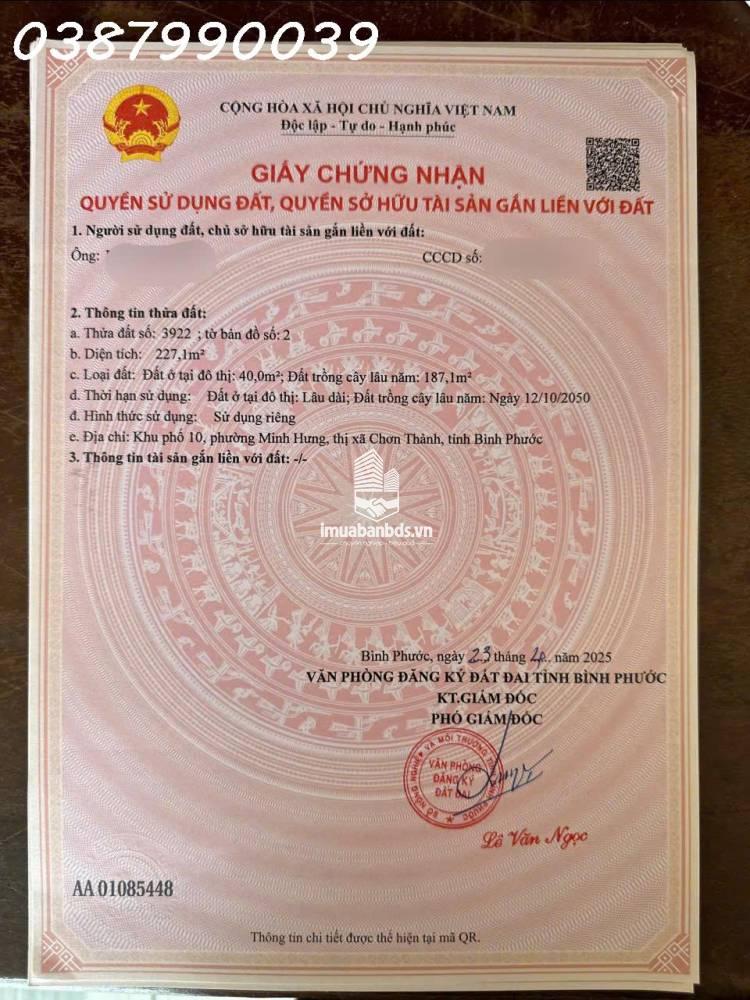 0387990039
CỘNG HÒA XÃ HỘI CHỦ NGHĨA VIỆT NAM
Độc lập - Tự do - Hạnh phúc
GIẤY CHỨNG NHẬN
QUYỀN SỬ DỤNG ĐẤT, QUYỀN SỞ HỮU TÀI SẢN GẮN LIỀN VỚI ĐẤT
1. Người sử dụng đất, chủ sở hữu tài sản gắn liền với đất:
Ông: CCCD số:
2. Thông tin thửa đất:
a. Thửa đất số: 3922 ; tờ bản đồ số: 2
b. Diện tích: 227,1m²
c. Loại đất: Đất ở tại đô thị: 40,0m²; Đất trồng cây lâu năm: 187,1m²
d. Thời hạn sử dụng: Đất ở tại đô thị: Lâu dài; Đất trồng cây lâu năm: Ngày 12/10/2050
đ. Hình thức sử dụng: Sử dụng riêng
e. Địa chỉ: Khu phố 10, phường Minh Hưng, thị xã Chơn Thành, tỉnh Bình Phước
3. Thông tin tài sản gắn liền với đất: -/-
imuabanbds.vn
Bình Phước, ngày 23 tháng 4. năm 2025
VĂN PHÒNG ĐĂNG KÝ ĐẤT ĐAI TỈNH BÌNH PHƯỚC
KT.GIÁM ĐỐC
PHÓ GIÁM ĐỐC
VĂN PHÒNG
ĐĂNG KÝ
ĐẤT ĐAI
Lê Văn Ngọc
AA 01085448
Thông tin chi tiết được thể hiện tại mã QR.